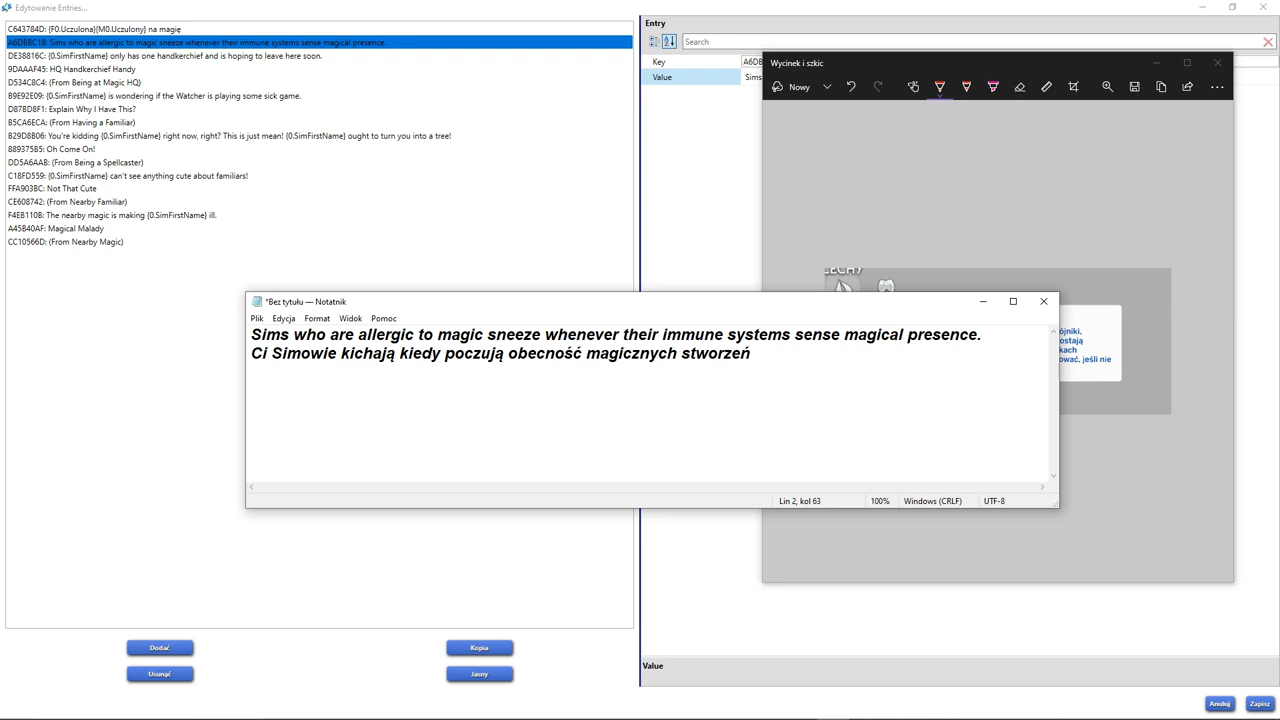 Edytowanie Entries...
C643784D: {F0.Uczulona}{M0.Uczulony} na magię
A6DBBC1B: Sims who are allergic to magic sneeze whenever their immune systems sense magical presence.
DE38816C: {0.SimFirstName} only has one handkerchief and is hoping to leave here soon.
9DAAAF45: HQ Handkerchief Handy
D534C8C4: (From Being at Magic HQ)
B9E92E09: {0.SimFirstName} is wondering if the Watcher is playing some sick game.
D87BD8F1: Explain Why I Have This?
B5CA6ECA: (From Having a Familiar)
B29D8B06: You're kidding {0.SimFirstName} right now, right? This is just mean! {0.SimFirstName} ought to turn you into a tree!
889375B5: Oh Come On!
DD5A6AAB: (From Being a Spellcaster)
C18FD559: {0.SimFirstName} can't see anything cute about familiars!
FFA903BC: Not That Cute
CE608742: (From Nearby Familiar)
F4EB110B: The nearby magic is making {0.SimFirstName} ill.
A45B40AF: Magical Malady
CC10566D: (From Nearby Magic)
Dodać
Kopia
Usunąć
Jasny
Entry
Search
Key A6DB
Value Sims
Wycinek i szkic
Nowy
CECHY
ójniki,
ostają
kach
ować, jeśli nie
*Bez tytułu — Notatnik
Plik Edycja Format Widok Pomoc
Sims who are allergic to magic sneeze whenever their immune systems sense magical presence.
Ci Simowie kichają kiedy poczują obecność magicznych stworzeń
Lin 2, kol 63 100% Windows (CRLF) UTF-8
Value
Anuluj Zapisz